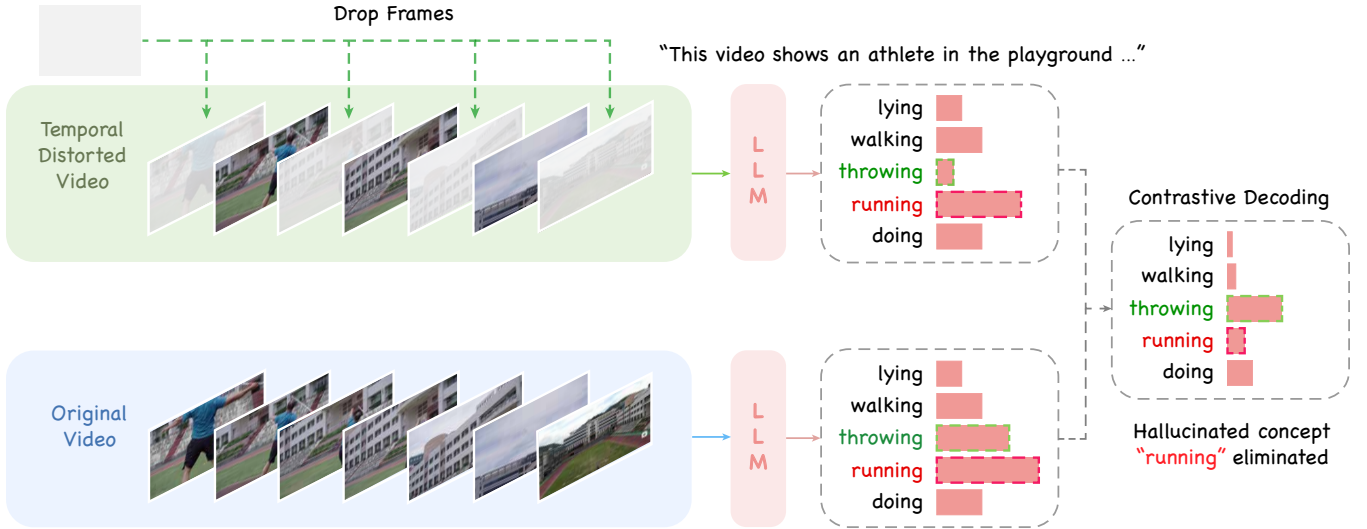 Drop Frames
"This video shows an athlete in the playground ..."
Temporal
Distorted
Video
L
L
M
lying
walking
throwing
running
doing
Contrastive Decoding
lying
walking
throwing
running
doing
Hallucinated concept
"running" eliminated
Original
Video
L
L
M
lying
walking
throwing
running
doing